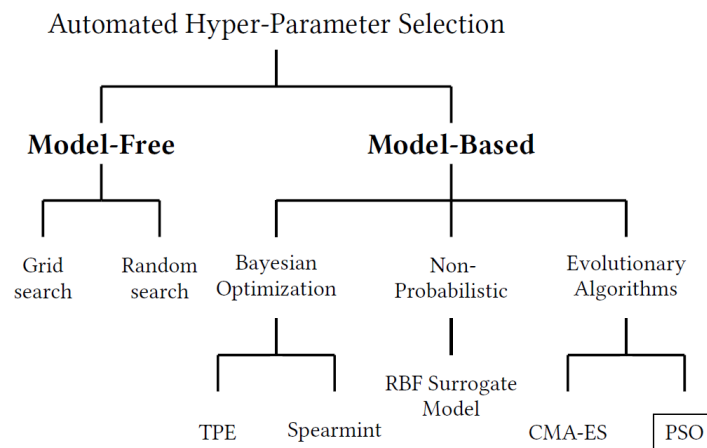 Automated Hyper-Parameter Selection
Model-Free
Model-Based
Grid
search
Random
search
Bayesian
Optimization
Non-
Probabilistic
Evolutionary
Algorithms
TPE
Spearmint
RBF Surrogate
Model
CMA-ES
PSO